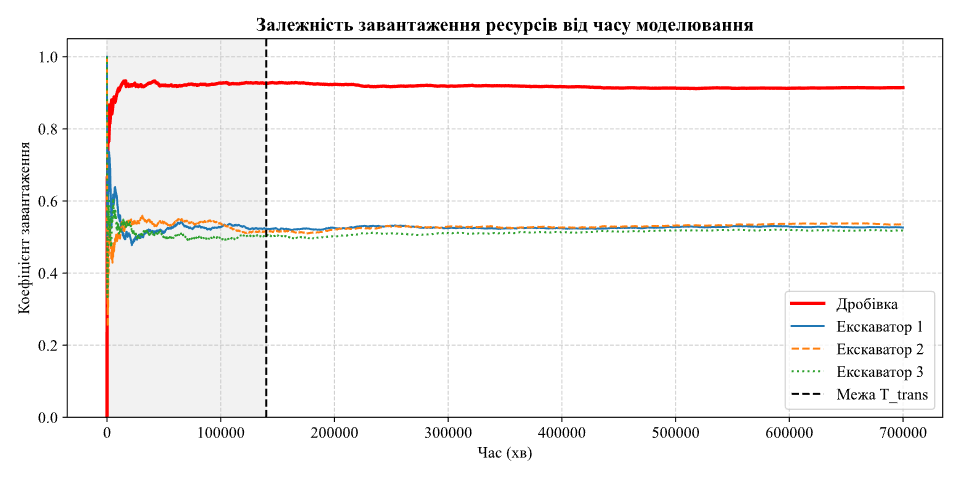 Залежність завантаження ресурсів від часу моделювання
Коефіцієнт завантаження
1.0
0.8
0.6
0.4
0.2
0.0
0
100000
200000
300000
400000
500000
600000
700000
Час (хв)
Дробівка
Екскаватор 1
Екскаватор 2
Екскаватор 3
Межа T_trans